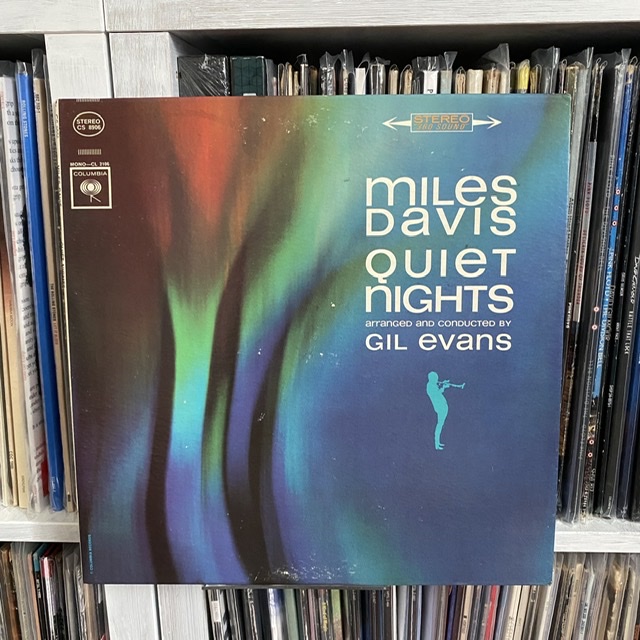 STEREO
CS 8906
MONO—CL 2106
COLUMBIA
STEREO
360 SOUND
miLES
DAViS
QUIET
NIGHTS
arranged and conducted by
GIL evans